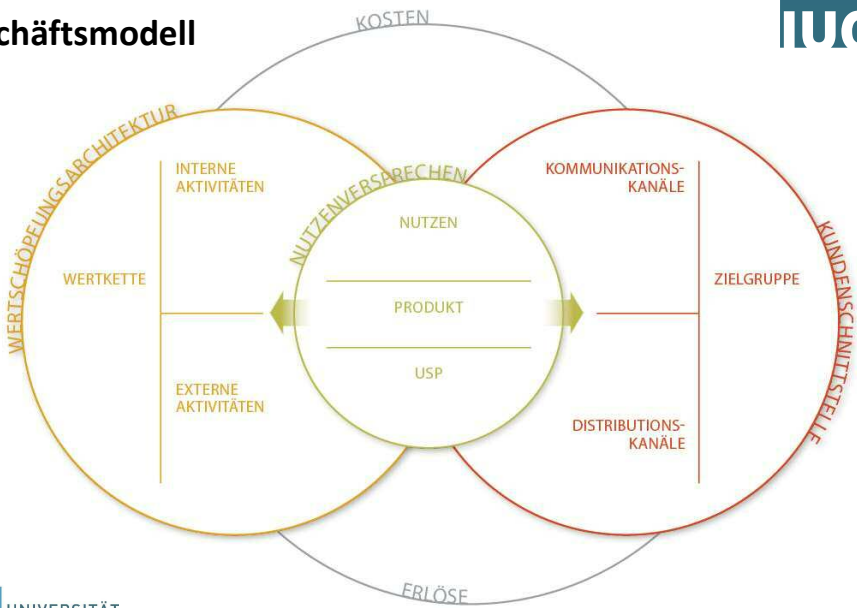 chäftsmodell
KOSTEN
WERTSCHÖPFUNGSARCHITEKTUR
INTERNE
AKTIVITÄTEN
WERTKETTE
EXTERNE
AKTIVITÄTEN
NUTZENVERSPRECHEN
NUTZEN
PRODUKT
USP
KOMMUNIKATIONS-
KANÄLE
ZIELGRUPPE
DISTRIBUTIONS-
KANÄLE
KUNDENSCHNITTSTELLE
ERLÖSE
UNIVERSITÄT